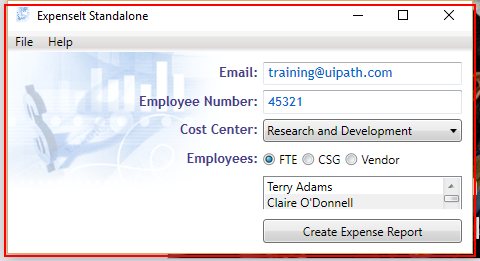 ExpenseIt Standalone
File Help
Email: training@uipath.com
Employee Number: 45321
Cost Center: Research and Development
Employees: FTE CSG Vendor
Terry Adams
Claire O'Donnell
Create Expense Report